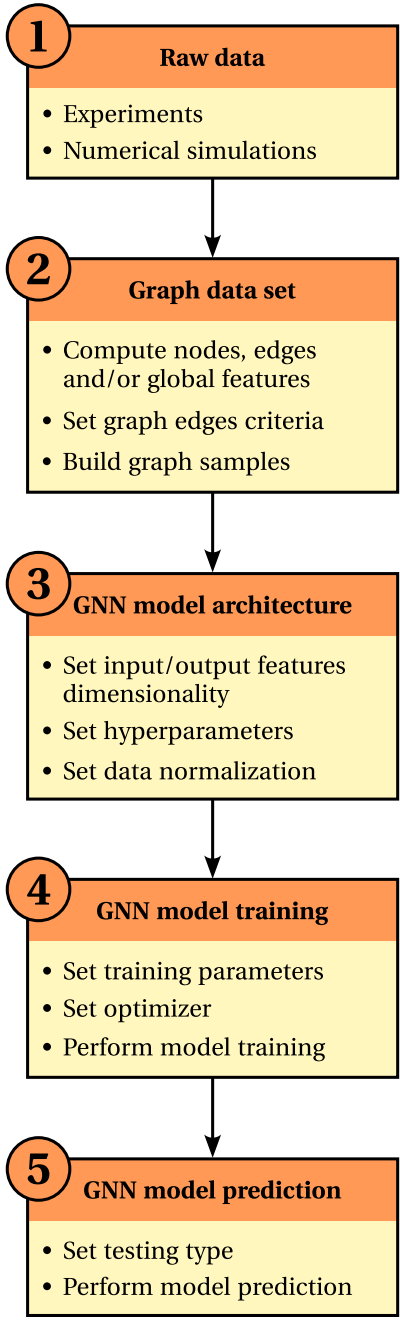 1
Raw data
• Experiments
• Numerical simulations
2
Graph data set
• Compute nodes, edges
and/or global features
• Set graph edges criteria
• Build graph samples
3
GNN model architecture
• Set input/output features
dimensionality
• Set hyperparameters
• Set data normalization
4
GNN model training
• Set training parameters
• Set optimizer
• Perform model training
5
GNN model prediction
• Set testing type
• Perform model prediction